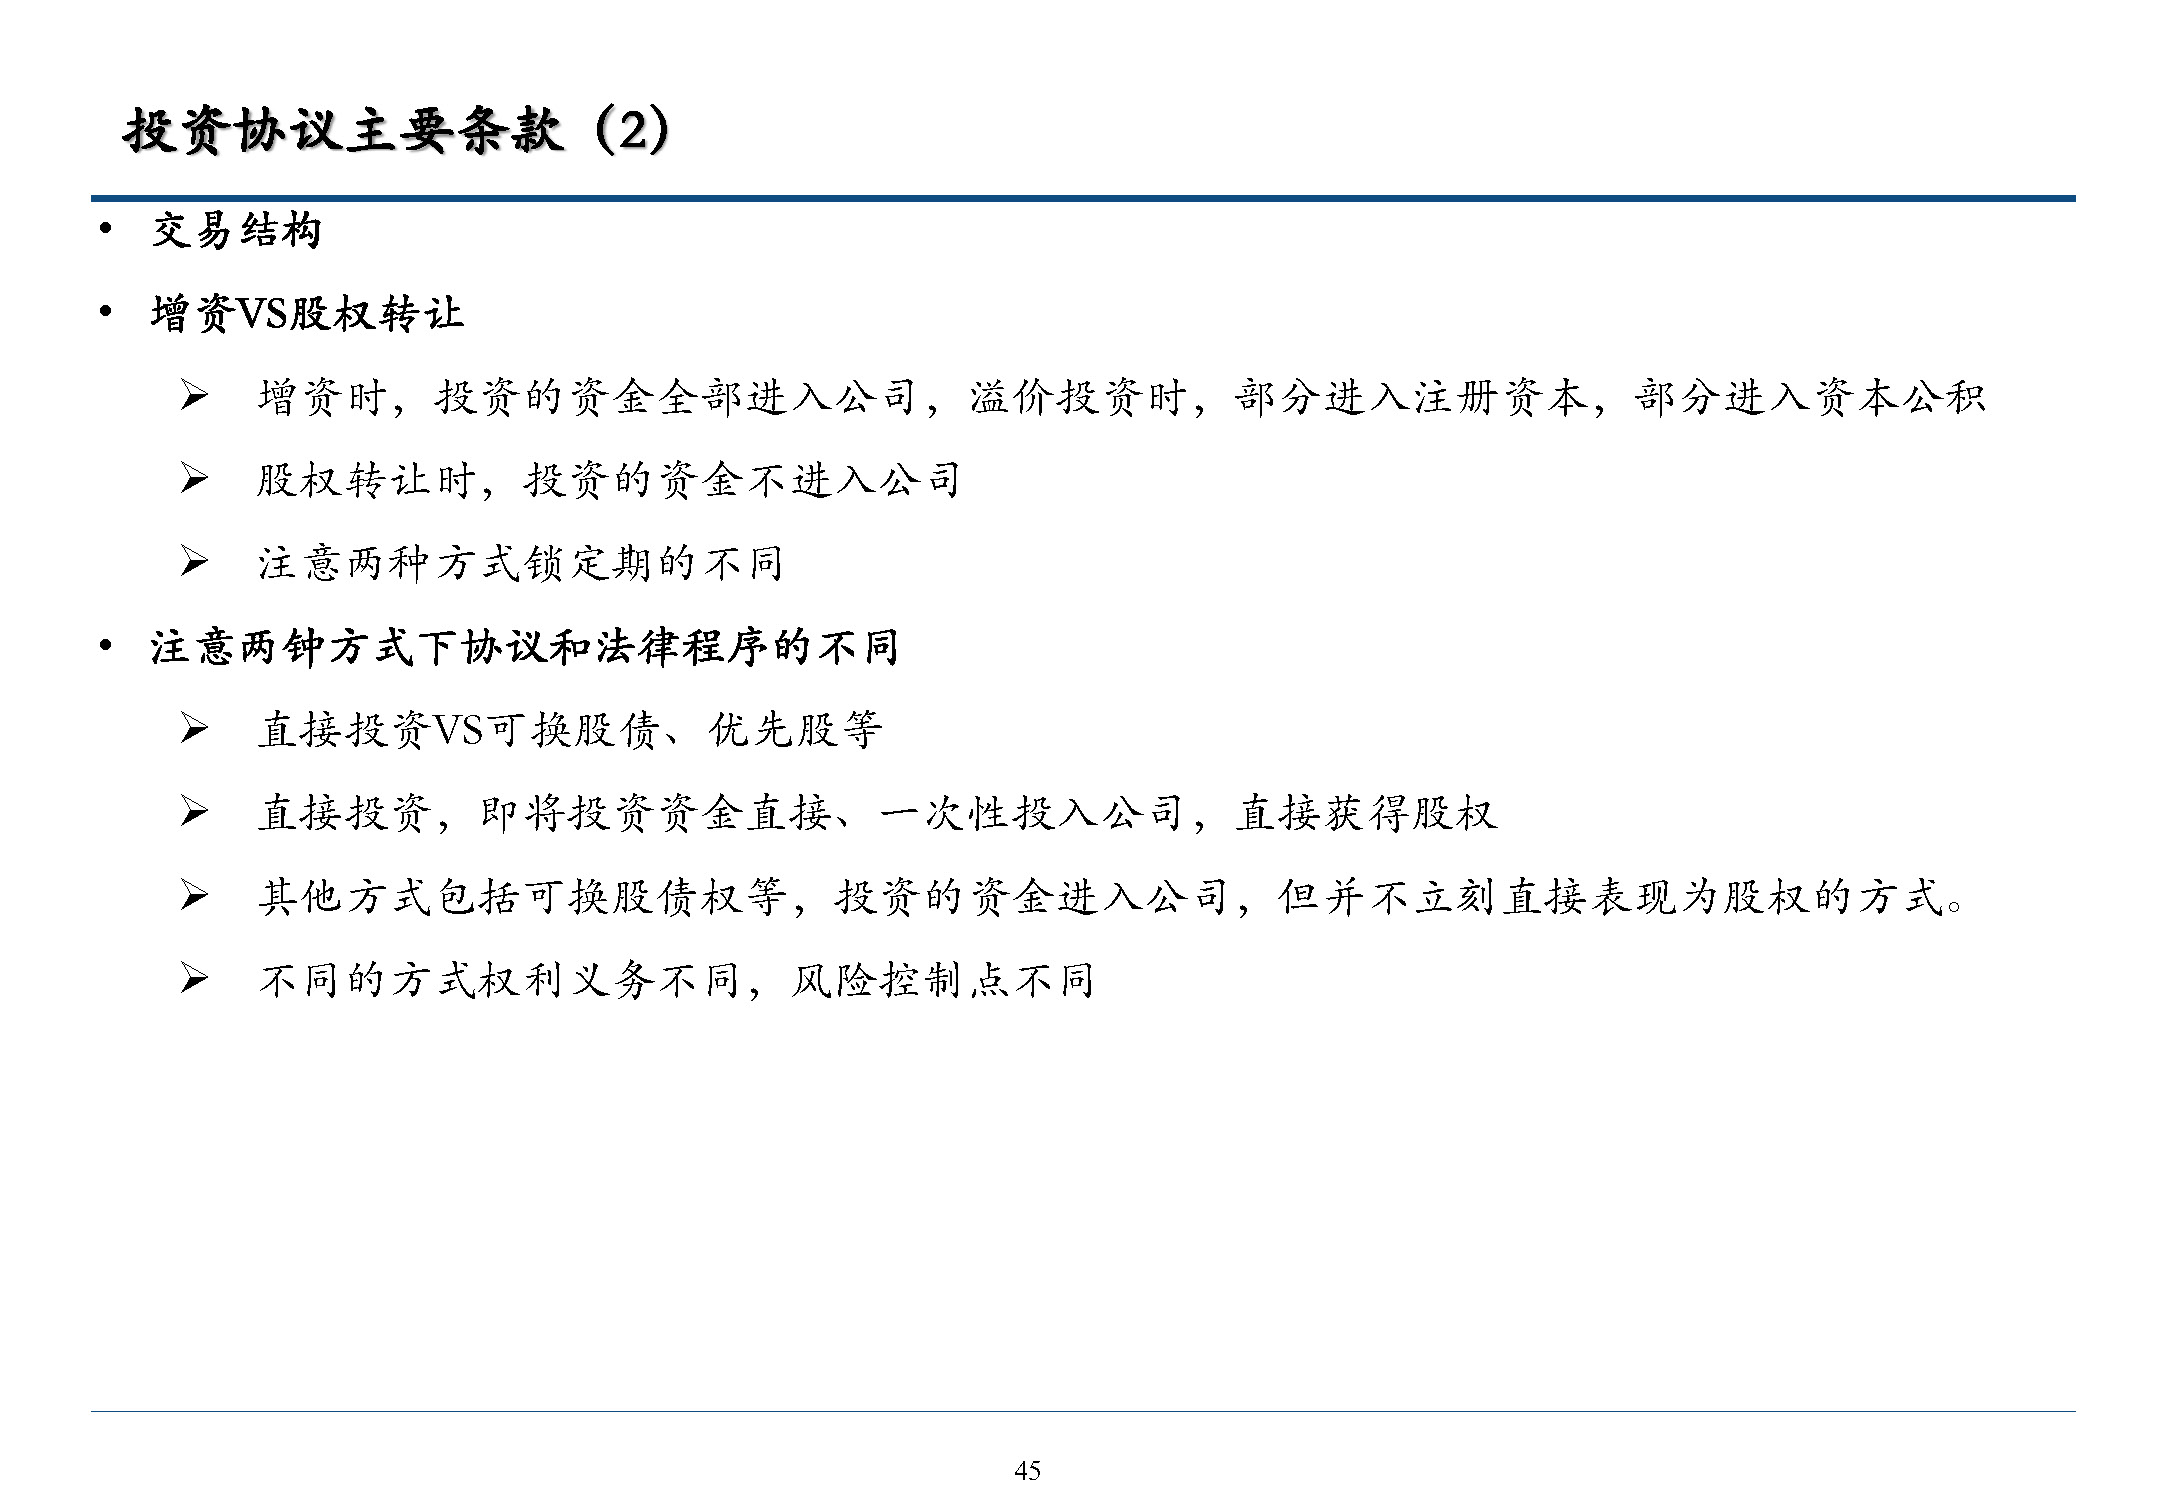 投资协议主要条款（2）
• 交易结构
• 增资VS股权转让
➢ 增资时，投资的资金全部进入公司，溢价投资时，部分进入注册资本，部分进入资本公积
➢ 股权转让时，投资的资金不进入公司
➢ 注意两种方式锁定期的不同
• 注意两钟方式下协议和法律程序的不同
➢ 直接投资VS可换股债、优先股等
➢ 直接投资，即将投资资金直接、一次性投入公司，直接获得股权
➢ 其他方式包括可换股债权等，投资的资金进入公司，但并不立刻直接表现为股权的方式。
➢ 不同的方式权利义务不同，风险控制点不同
45